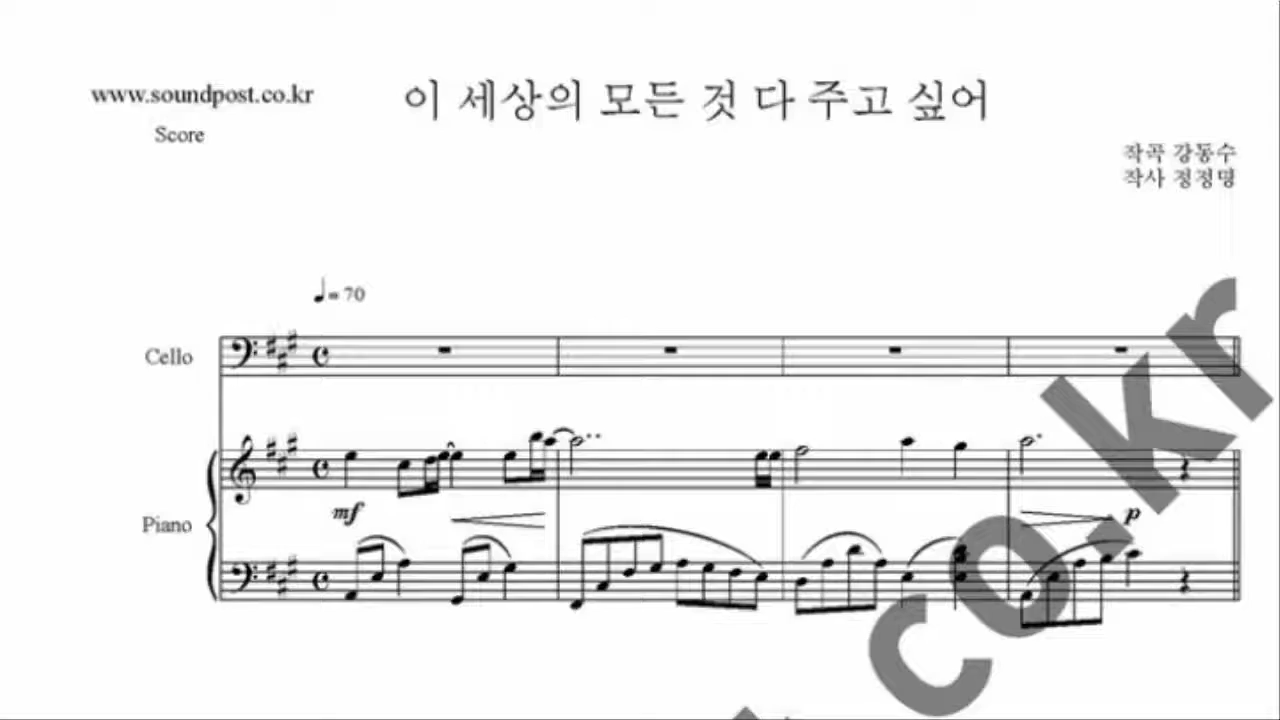 www.soundpost.co.kr
이 세상의 모든 것 다 주고 싶어
Score
작곡 강동수
작사 정정명
♩= 70
Cello
Piano
mf
p
co.kr